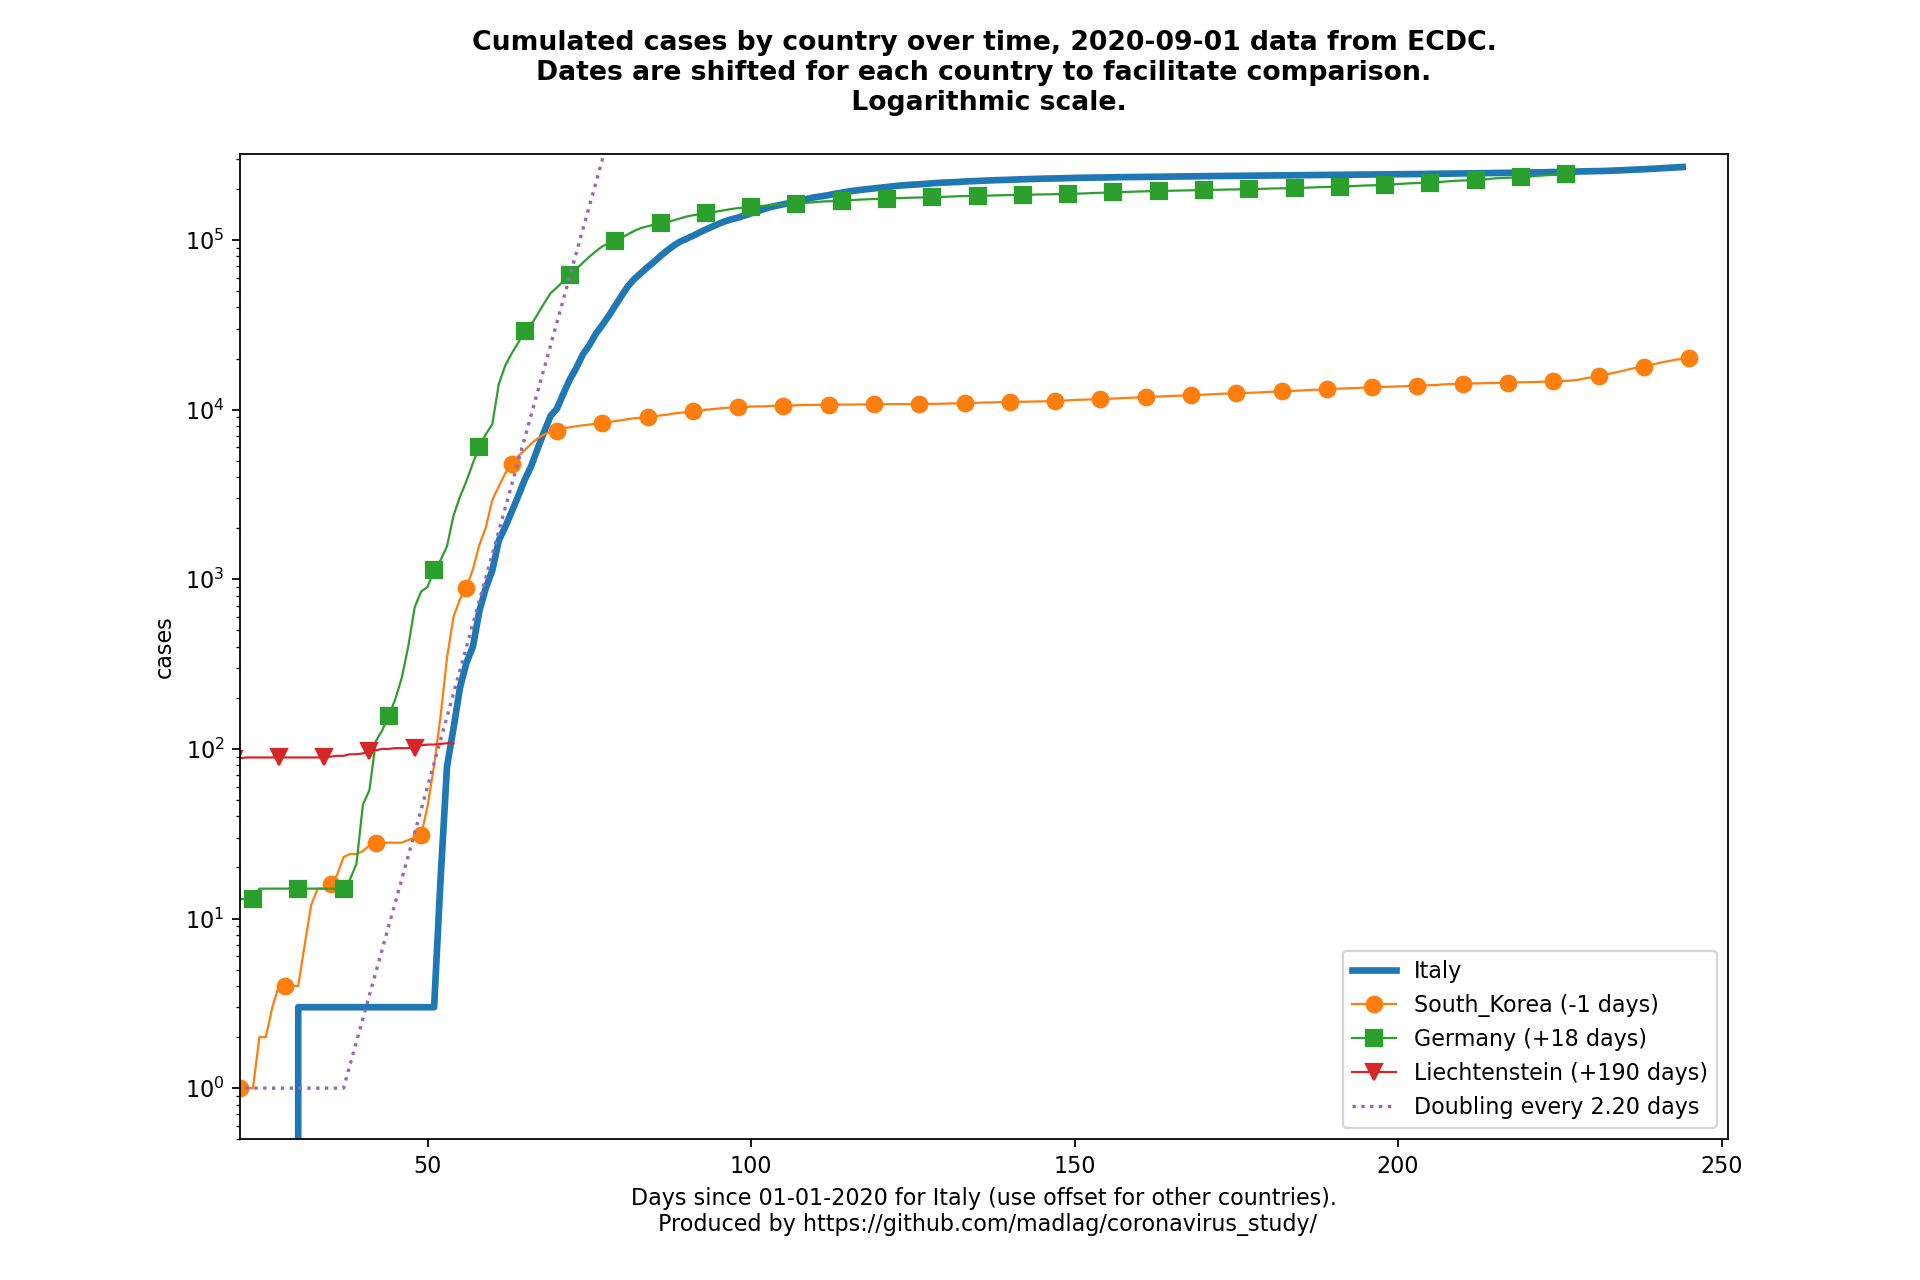 Cumulated cases by country over time, 2020-09-01 data from ECDC.
Dates are shifted for each country to facilitate comparison.
Logarithmic scale.
10^5
10^4
10^3
10^2
10^1
10^0
cases
Italy
South_Korea (-1 days)
Germany (+18 days)
Liechtenstein (+190 days)
Doubling every 2.20 days
50 100 150 200 250
Days since 01-01-2020 for Italy (use offset for other countries).
Produced by https://github.com/madlag/coronavirus_study/